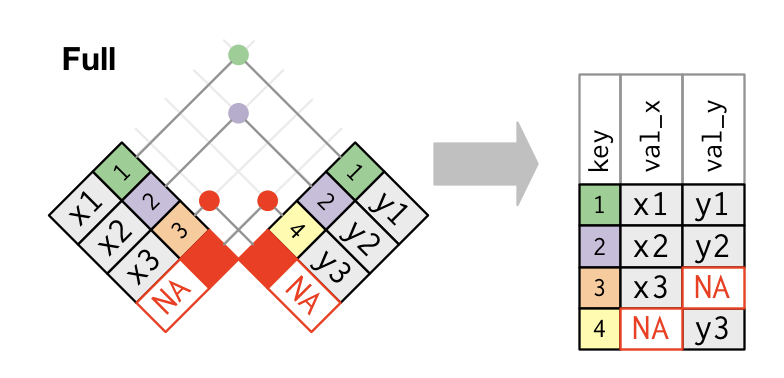 Full
1 1
x1 2 2 y1
x2 3 4 y2
x3 y3
NA NA
key val_x val_y
1 x1 y1
2 x2 y2
3 x3 NA
4 NA y3